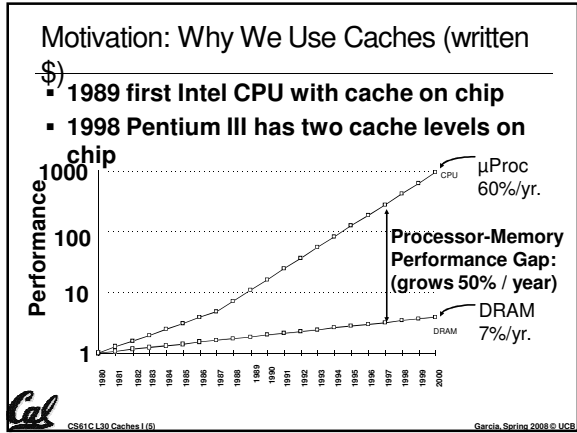 Motivation: Why We Use Caches (written
$)
▪ 1989 first Intel CPU with cache on chip
▪ 1998 Pentium III has two cache levels on
chip
Performance
1000
100
10
1
CPU
µProc
60%/yr.
Processor-Memory
Performance Gap:
(grows 50% / year)
DRAM
DRAM
7%/yr.
1980
1981
1982
1983
1984
1985
1986
1987
1988
1989
1990
1991
1992
1993
1994
1995
1996
1997
1998
1999
2000
Cal
CS61C L30 Caches I (5)
Garcia, Spring 2008 © UCB